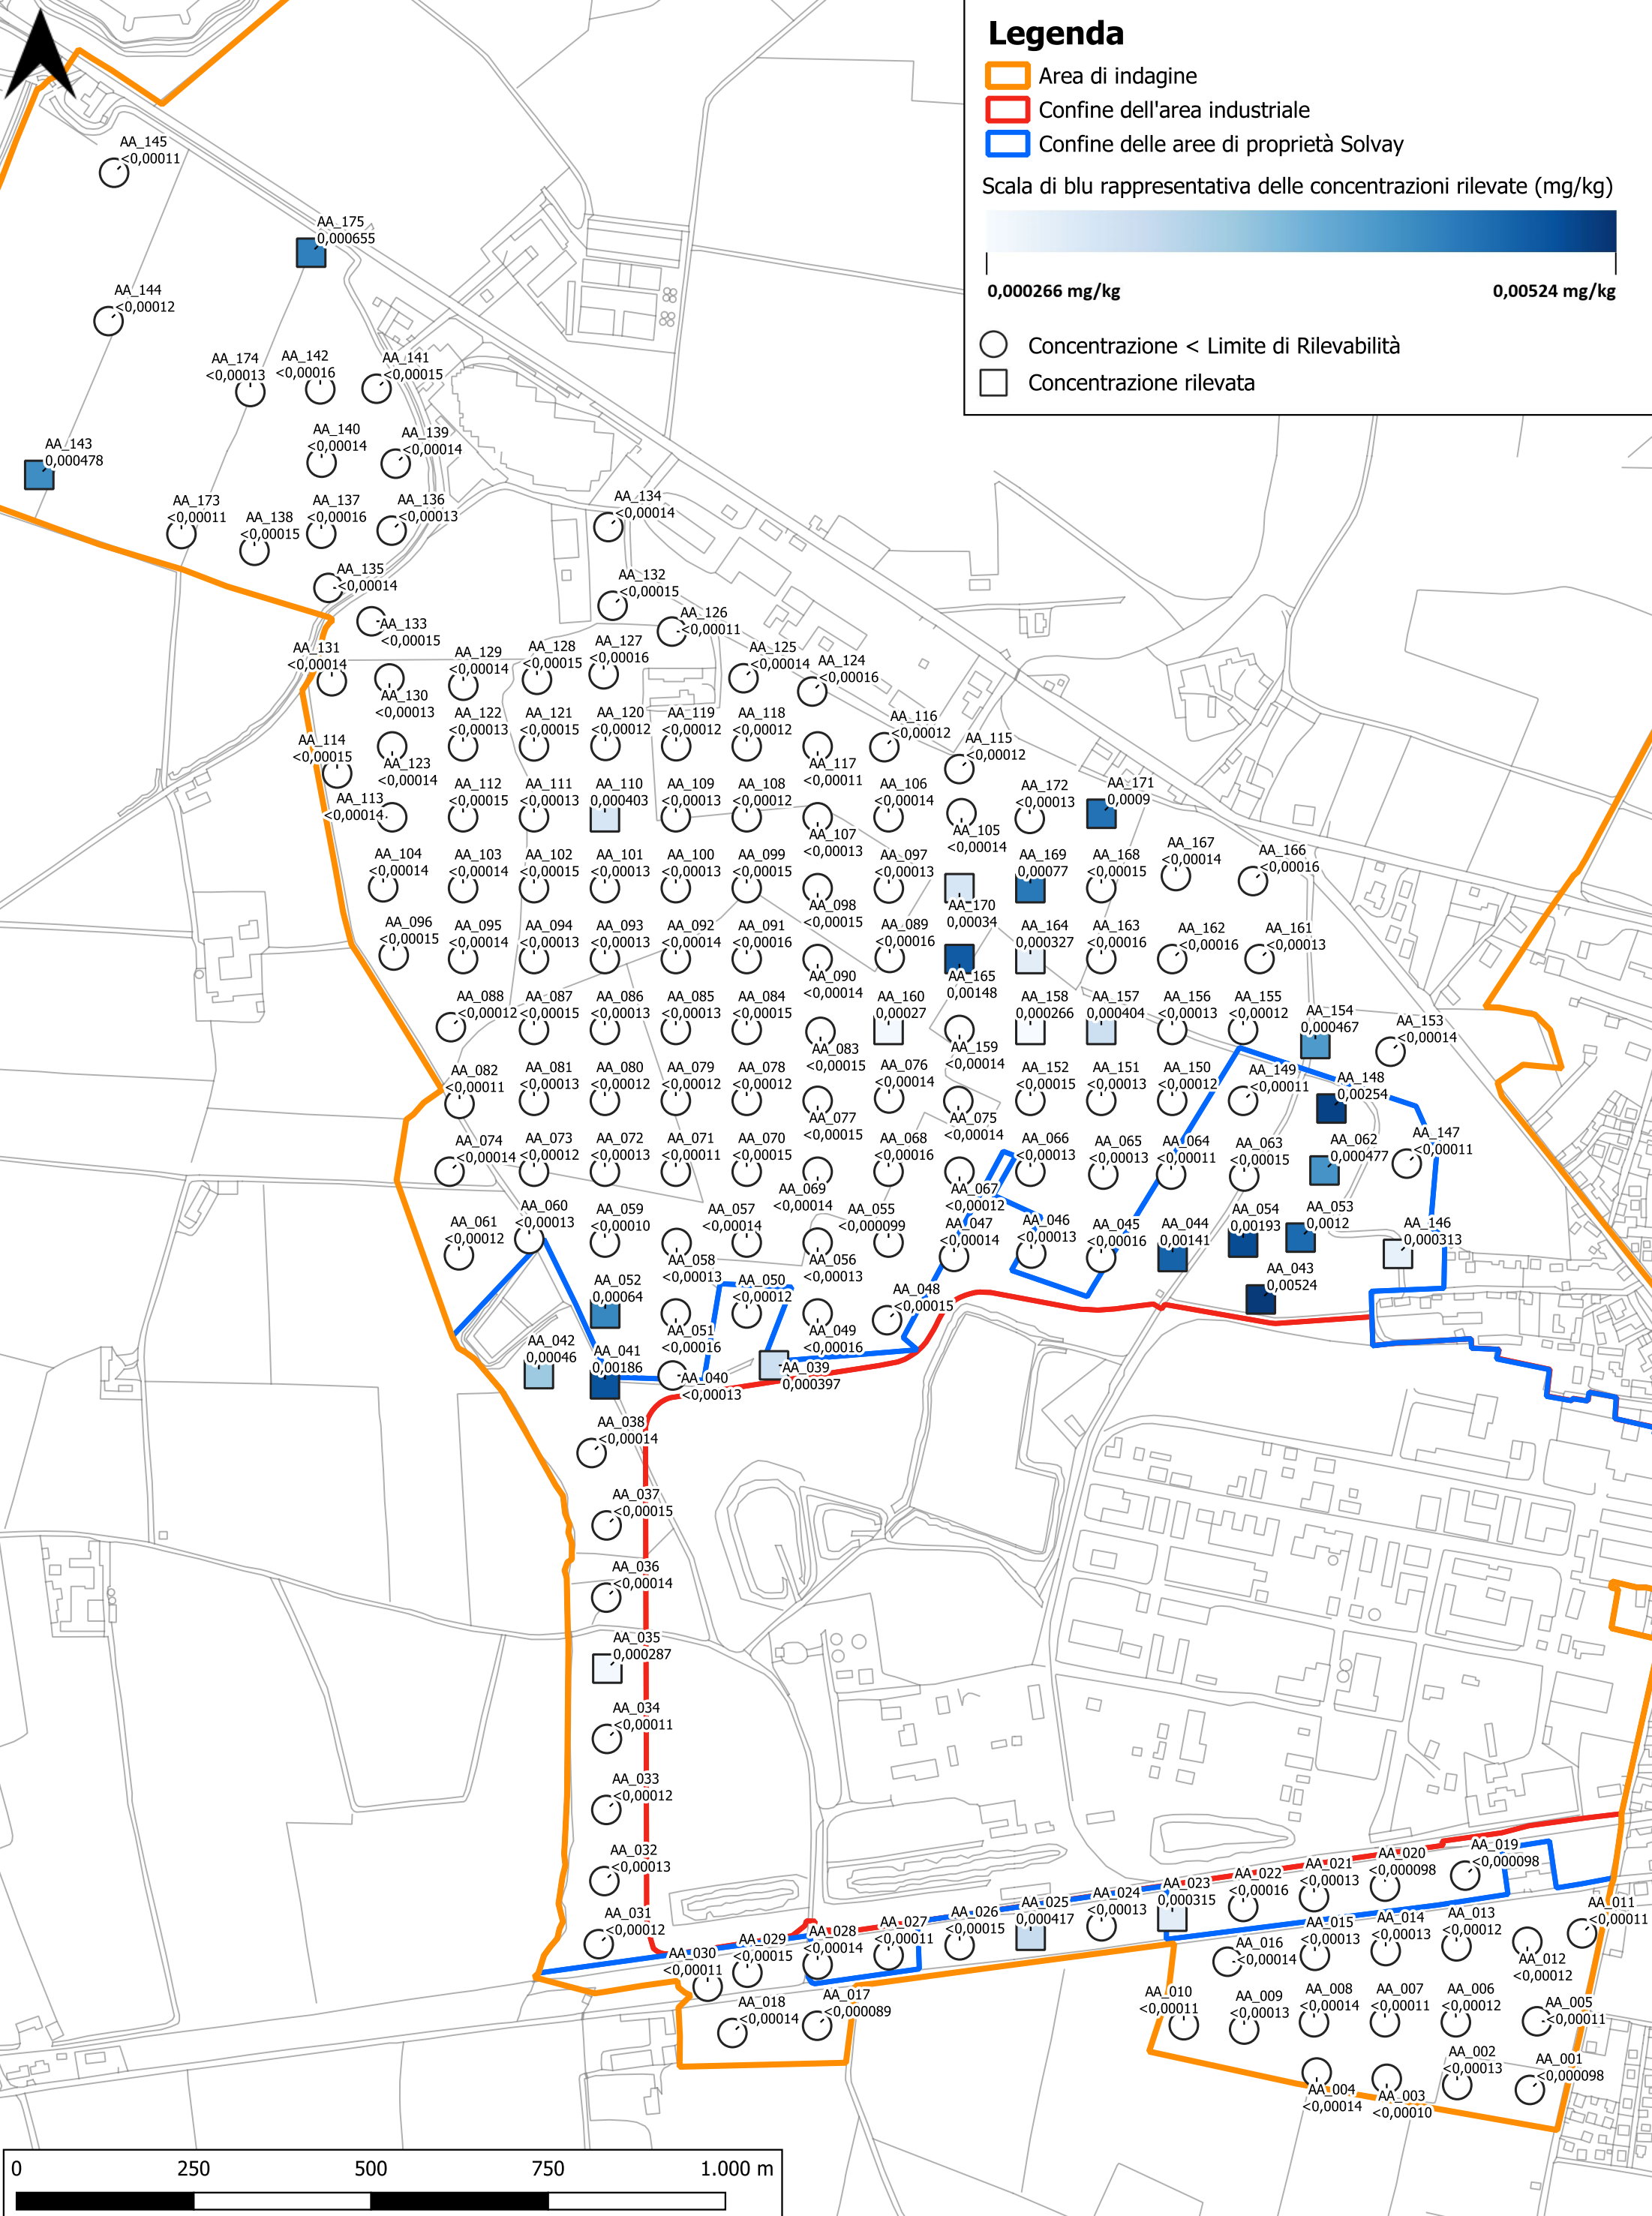 Legenda
Area di indagine
Confine dell'area industriale
Confine delle aree di proprietà Solvay
Scala di blu rappresentativa delle concentrazioni rilevate (mg/kg)
0,000266 mg/kg
0,00524 mg/kg
Concentrazione < Limite di Rilevabilità
Concentrazione rilevata
AA_145
<0,00011
AA_175
0,000655
AA_144
<0,00012
AA_174
<0,00013
AA_142
<0,00016
AA_141
<0,00015
AA_143
0,000478
AA_140
<0,00014
AA_139
<0,00014
AA_173
<0,00011
AA_138
<0,00015
AA_137
<0,00016
AA_136
<0,00013
AA_134
<0,00014
AA_135
<0,00014
AA_132
<0,00015
AA_133
<0,00015
AA_126
<0,00011
AA_131
<0,00014
AA_129
<0,00014
AA_128
<0,00015
AA_127
<0,00016
AA_125
<0,00014
AA_124
<0,00016
AA_130
<0,00013
AA_122
<0,00013
AA_121
<0,00015
AA_120
<0,00012
AA_119
<0,00012
AA_118
<0,00012
AA_116
<0,00012
AA_115
<0,00012
AA_114
<0,00015
AA_123
<0,00014
AA_117
<0,00011
AA_113
<0,00014
AA_112
<0,00015
AA_111
<0,00013
AA_110
0,000403
AA_109
<0,00013
AA_108
<0,00012
AA_106
<0,00014
AA_172
<0,00013
AA_171
0,0009
AA_107
<0,00013
AA_105
<0,00014
AA_104
<0,00014
AA_103
<0,00014
AA_102
<0,00015
AA_101
<0,00013
AA_100
<0,00013
AA_099
<0,00015
AA_097
<0,00013
AA_169
0,00077
AA_168
<0,00015
AA_167
<0,00014
AA_166
<0,00016
AA_098
<0,00015
AA_170
0,00034
AA_096
<0,00015
AA_095
<0,00014
AA_094
<0,00013
AA_093
<0,00013
AA_092
<0,00014
AA_091
<0,00016
AA_089
<0,00016
AA_164
0,000327
AA_163
<0,00016
AA_162
<0,00016
AA_161
<0,00013
AA_090
<0,00014
AA_165
0,00148
AA_088
<0,00012
AA_087
<0,00015
AA_086
<0,00013
AA_085
<0,00013
AA_084
<0,00015
AA_160
0,00027
AA_158
0,000266
AA_157
0,000404
AA_156
<0,00013
AA_155
<0,00012
AA_154
0,000467
AA_153
<0,00014
AA_083
<0,00015
AA_159
<0,00014
AA_082
<0,00011
AA_081
<0,00013
AA_080
<0,00012
AA_079
<0,00012
AA_078
<0,00012
AA_076
<0,00014
AA_152
<0,00015
AA_151
<0,00013
AA_150
<0,00012
AA_149
<0,00011
AA_148
0,00254
AA_077
<0,00015
AA_075
<0,00014
AA_074
<0,00014
AA_073
<0,00012
AA_072
<0,00013
AA_071
<0,00011
AA_070
<0,00015
AA_068
<0,00016
AA_066
<0,00013
AA_065
<0,00013
AA_064
<0,00011
AA_063
<0,00015
AA_062
0,000477
AA_147
<0,00011
AA_069
<0,00014
AA_067
<0,00012
AA_061
<0,00012
AA_060
<0,00013
AA_059
<0,00010
AA_057
<0,00014
AA_055
<0,000099
AA_047
<0,00014
AA_046
<0,00013
AA_045
<0,00016
AA_044
0,00141
AA_054
0,00193
AA_053
0,0012
AA_146
0,000313
AA_058
<0,00013
AA_056
<0,00013
AA_043
0,00524
AA_052
0,00064
AA_050
<0,00012
AA_048
<0,00015
AA_051
<0,00016
AA_049
<0,00016
AA_042
0,00046
AA_041
0,00186
AA_040
<0,00013
AA_039
0,000397
AA_038
<0,00014
AA_037
<0,00015
AA_036
<0,00014
AA_035
0,000287
AA_034
<0,00011
AA_033
<0,00012
AA_032
<0,00013
AA_031
<0,00012
AA_030
<0,00011
AA_029
<0,00015
AA_028
<0,00014
AA_027
<0,00011
AA_026
<0,00015
AA_025
0,000417
AA_024
<0,00013
AA_023
0,000315
AA_022
<0,00016
AA_021
<0,00013
AA_020
<0,000098
AA_019
<0,000098
AA_018
<0,00014
AA_017
<0,000089
AA_016
<0,00014
AA_015
<0,00013
AA_014
<0,00013
AA_013
<0,00012
AA_012
<0,00012
AA_011
<0,00011
AA_010
<0,00011
AA_009
<0,00013
AA_008
<0,00014
AA_007
<0,00011
AA_006
<0,00012
AA_005
<0,00011
AA_004
<0,00014
AA_003
<0,00010
AA_002
<0,00013
AA_001
<0,000098
0 250 500 750 1.000 m